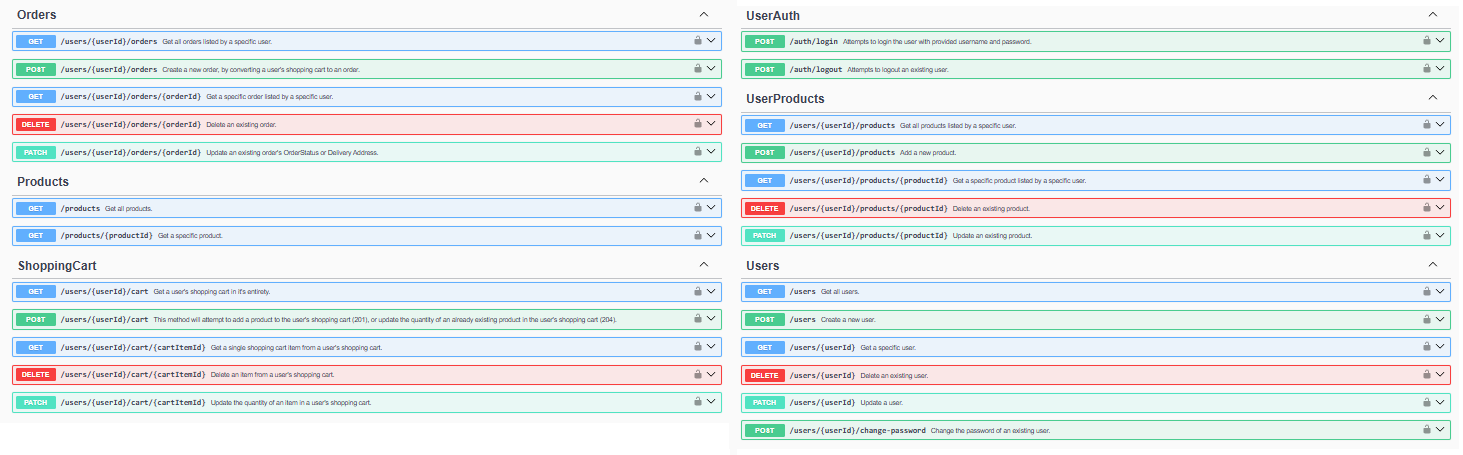 Orders
GET /users/{userId}/orders Get all orders listed by a specific user.
POST /users/{userId}/orders Create a new order, by converting a user's shopping cart to an order.
GET /users/{userId}/orders/{orderId} Get a specific order listed by a specific user.
DELETE /users/{userId}/orders/{orderId} Delete an existing order.
PATCH /users/{userId}/orders/{orderId} Update an existing order's OrderStatus or Delivery Address.
Products
GET /products Get all products.
GET /products/{productId} Get a specific product.
ShoppingCart
GET /users/{userId}/cart Get a user's shopping cart in it's entirety.
POST /users/{userId}/cart This method will attempt to add a product to the user's shopping cart (201), or update the quantity of an already existing product in the user's shopping cart (204).
GET /users/{userId}/cart/{cartItemId} Get a single shopping cart item from a user's shopping cart.
DELETE /users/{userId}/cart/{cartItemId} Delete an item from a user's shopping cart.
PATCH /users/{userId}/cart/{cartItemId} Update the quantity of an item in a user's shopping cart.
UserAuth
POST /auth/login Attempts to login the user with provided username and password.
POST /auth/logout Attempts to logout an existing user.
UserProducts
GET /users/{userId}/products Get all products listed by a specific user.
POST /users/{userId}/products Add a new product.
GET /users/{userId}/products/{productId} Get a specific product listed by a specific user.
DELETE /users/{userId}/products/{productId} Delete an existing product.
PATCH /users/{userId}/products/{productId} Update an existing product.
Users
GET /users Get all users.
POST /users Create a new user.
GET /users/{userId} Get a specific user.
DELETE /users/{userId} Delete an existing user.
PATCH /users/{userId} Update a user.
POST /users/{userId}/change-password Change the password of an existing user.